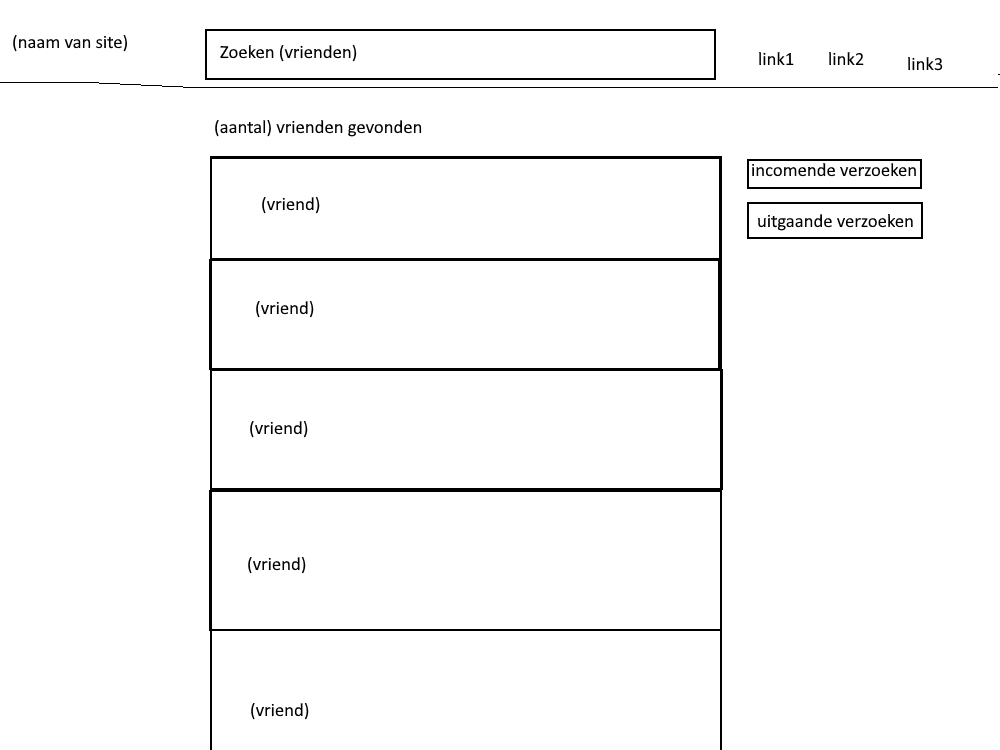 (naam van site)
Zoeken (vrienden)
link1
link2
link3
(aantal) vrienden gevonden
(vriend)
incomende verzoeken
uitgaande verzoeken
(vriend)
(vriend)
(vriend)
(vriend)